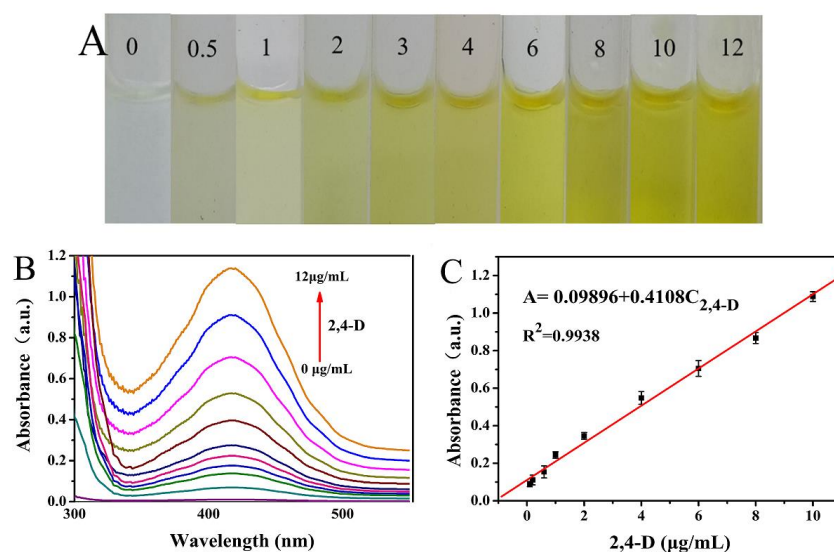 A
0 0.5 1 2 3 4 6 8 10 12
B
1.2
1.0
0.8
0.6
0.4
0.2
0.0
Absorbance (a.u.)
12μg/mL
2,4-D
0 μg/mL
300 400 500
Wavelength (nm)
C
1.2
1.0
0.8
0.6
0.4
0.2
0.0
Absorbance (a.u.)
A= 0.09896+0.4108C2,4-D
R²=0.9938
0 2 4 6 8 10
2,4-D (μg/mL)